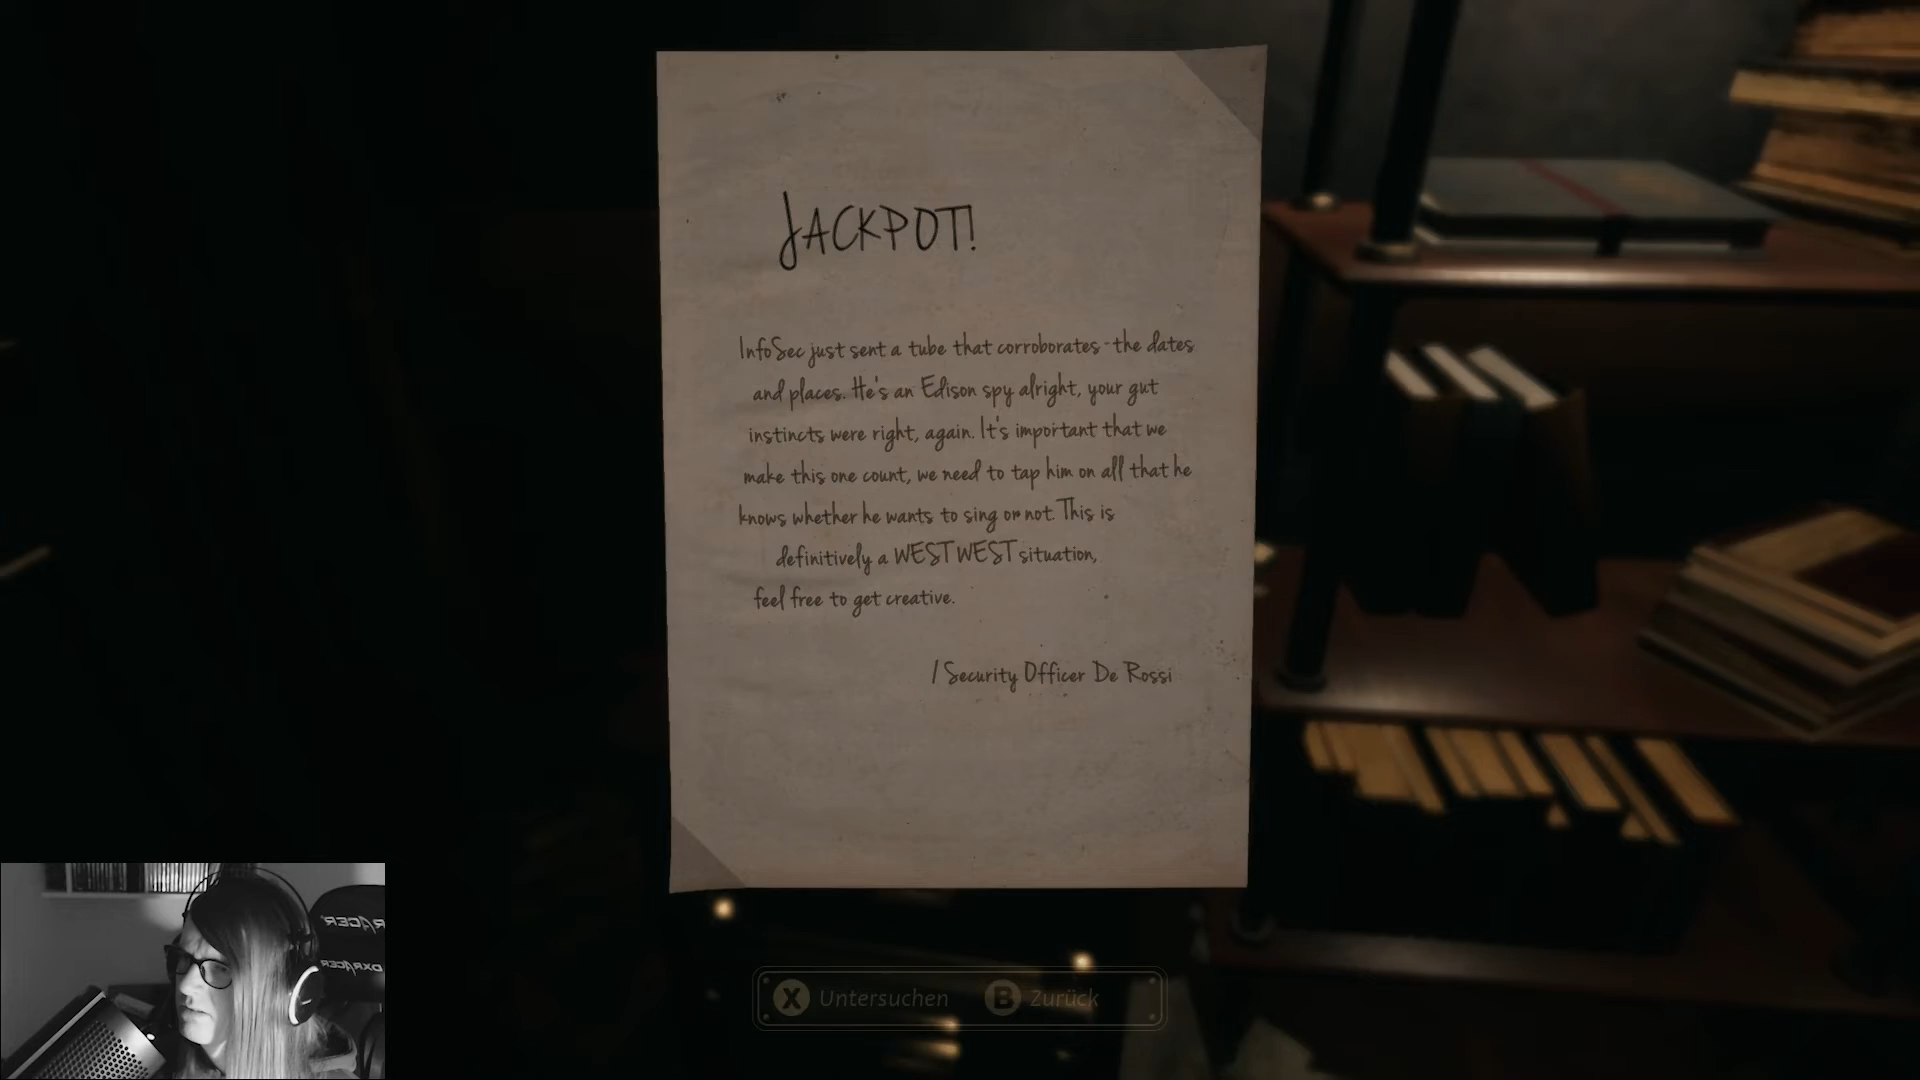 JACKPOT!
InfoSec just sent a tube that corroborates the dates
and places. He's an Edison spy alright, your gut
instincts were right, again. It's important that we
make this one count, we need to tap him on all that he
knows whether he wants to sing or not. This is
definitively a WEST WEST situation,
feel free to get creative.
/ Security Officer De Rossi
X Untersuchen B Zurück
DXRACER
DXRACER